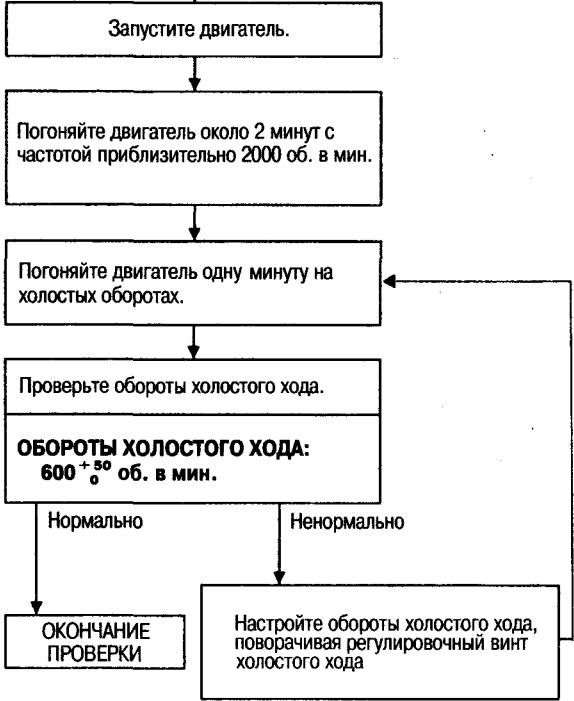 Запустите двигатель.
Погоняйте двигатель около 2 минут с
частотой приблизительно 2000 об. в мин.
Погоняйте двигатель одну минуту на
холостых оборотах.
Проверьте обороты холостого хода.
ОБОРОТЫ ХОЛОСТОГО ХОДА:
600 +50 0 об. в мин.
Нормально
Ненормально
ОКОНЧАНИЕ
ПРОВЕРКИ
Настройте обороты холостого хода,
поворачивая регулировочный винт
холостого хода